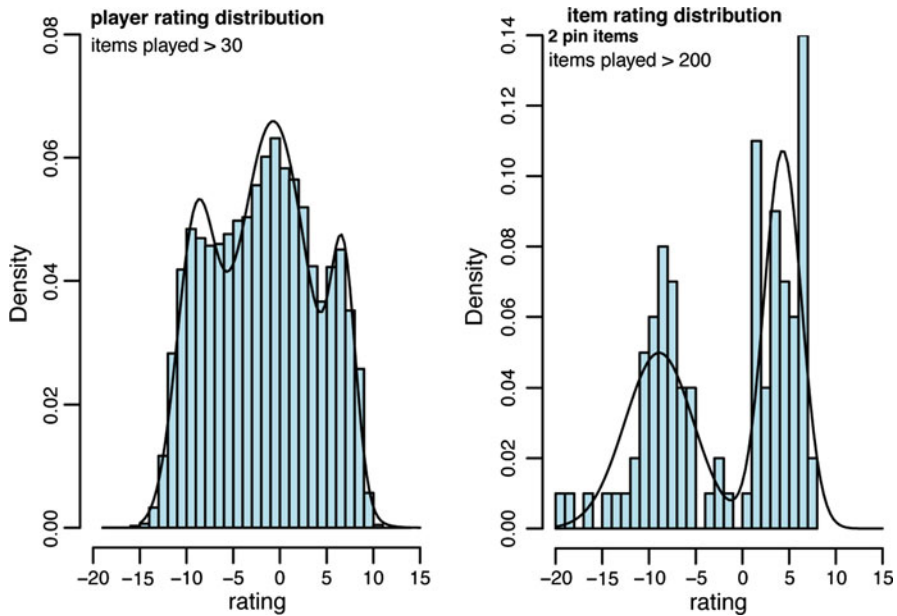 player rating distribution
items played > 30
Density
0.00
0.02
0.04
0.06
0.08
−20 −15 −10 −5 0 5 10 15
rating
item rating distribution
2 pin items
items played > 200
Density
0.00
0.02
0.04
0.06
0.08
0.10
0.12
0.14
−20 −15 −10 −5 0 5 10 15
rating